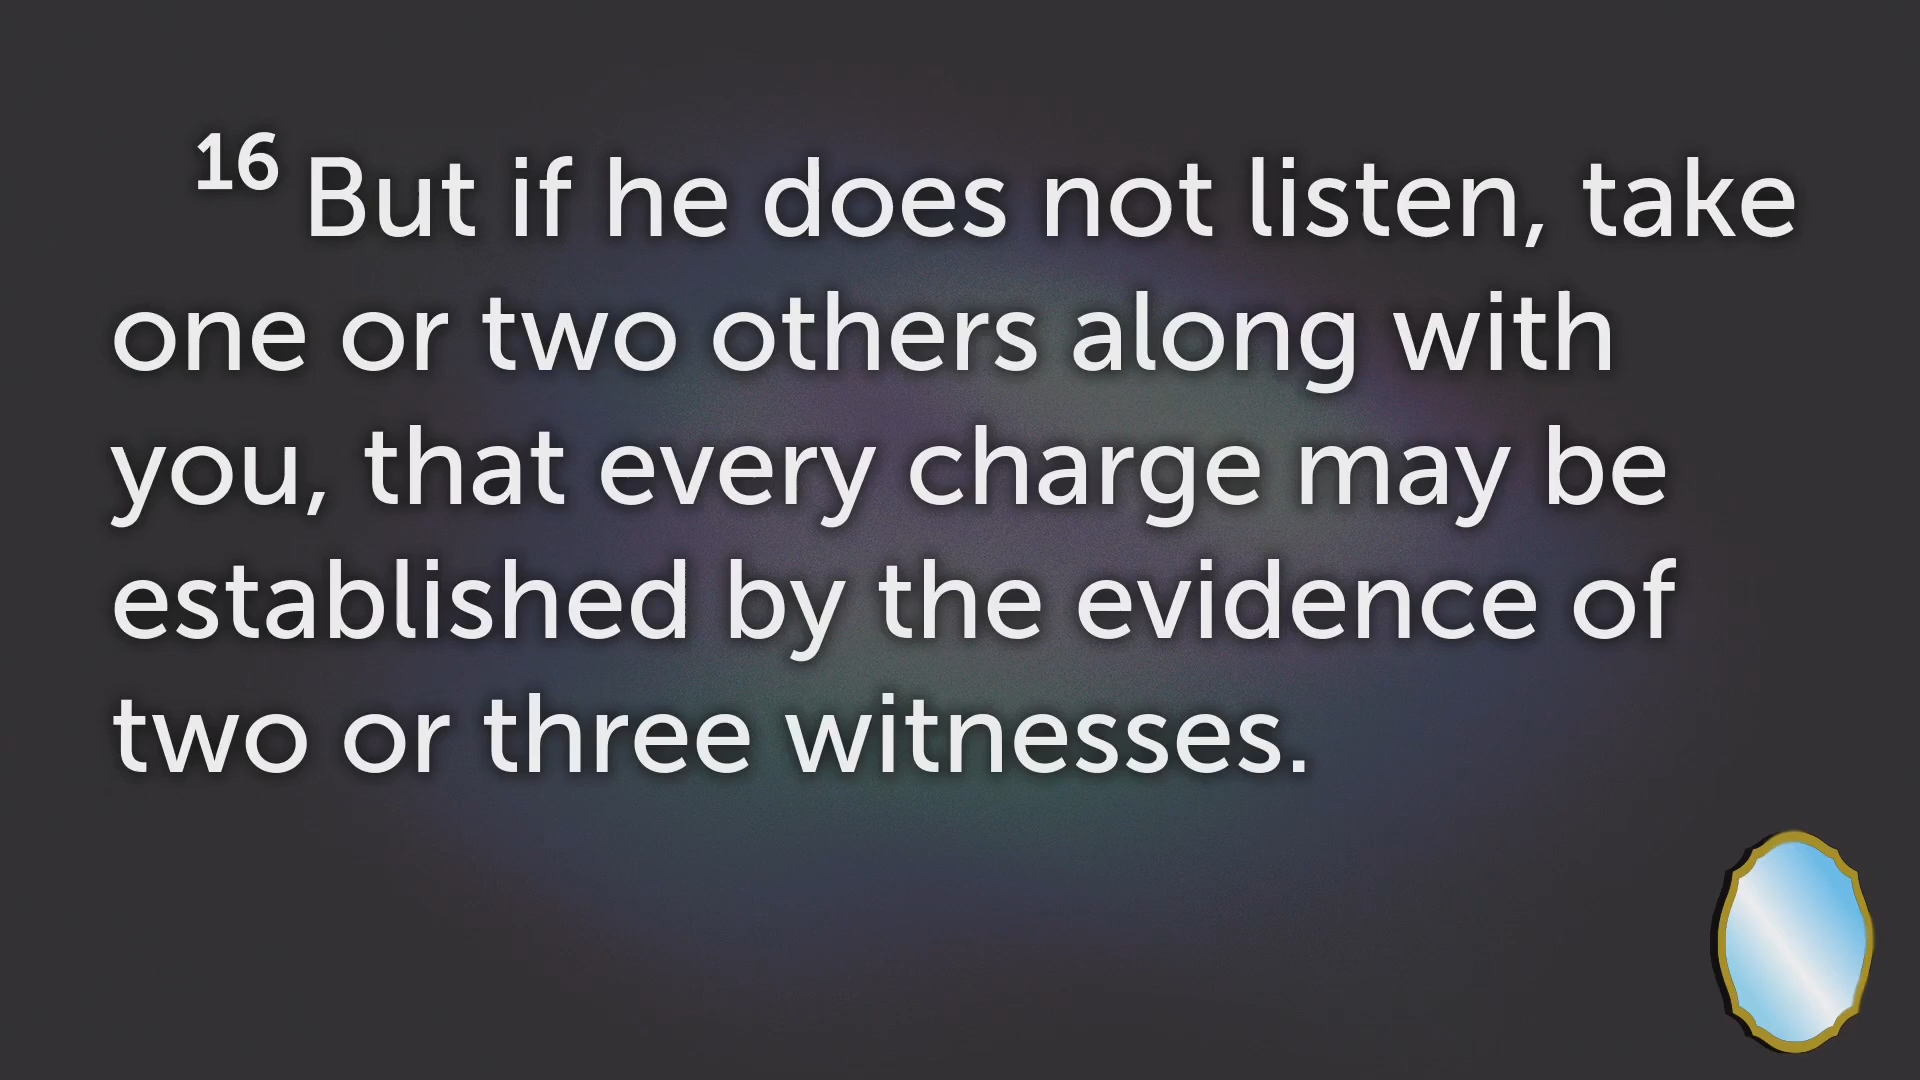 16 But if he does not listen, take
one or two others along with
you, that every charge may be
established by the evidence of
two or three witnesses.